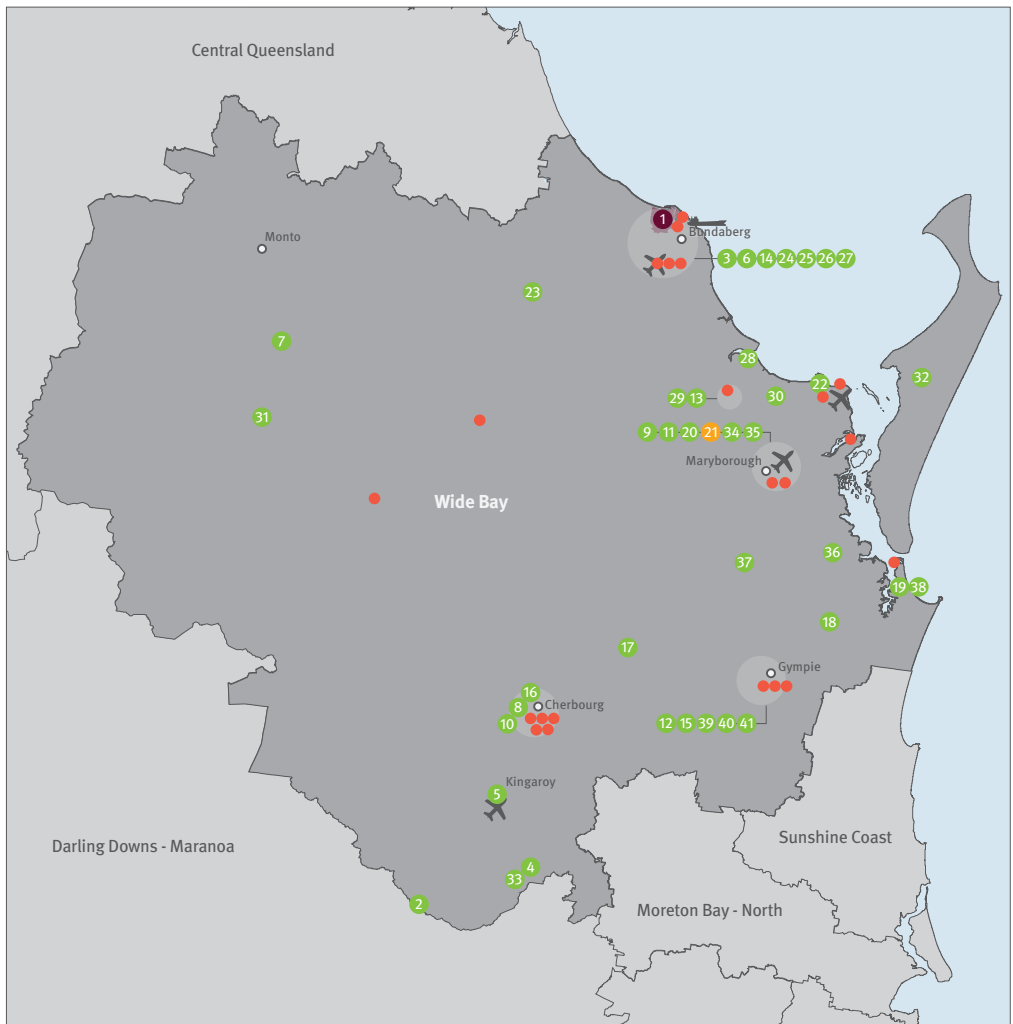 Central Queensland
1
Monto
Bundaberg
3 6 14 24 25 26 27
23
7
28
32
22
29 13
30
31
9 11 20 21 34 35
Maryborough
Wide Bay
36
37
19 38
18
17
Gympie
16
8
Cherbourg
10
12 15 39 40 41
Kingaroy
5
Sunshine Coast
Darling Downs - Maranoa
4
33
2
Moreton Bay - North